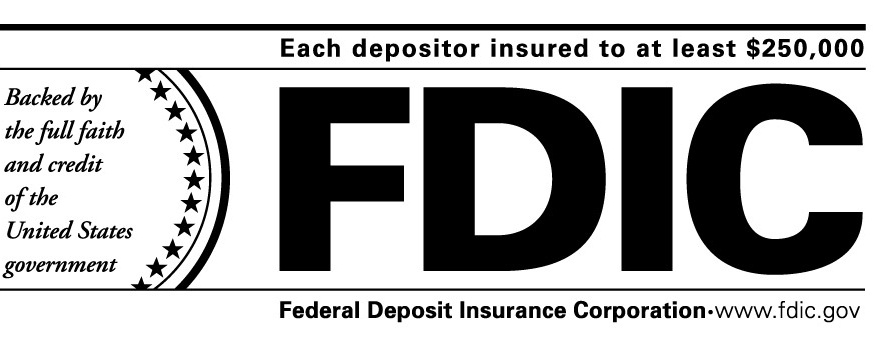 Each depositor insured to at least $250,000
Backed by
the full faith
and credit
of the
United States
government
FDIC
Federal Deposit Insurance Corporation·www.fdic.gov